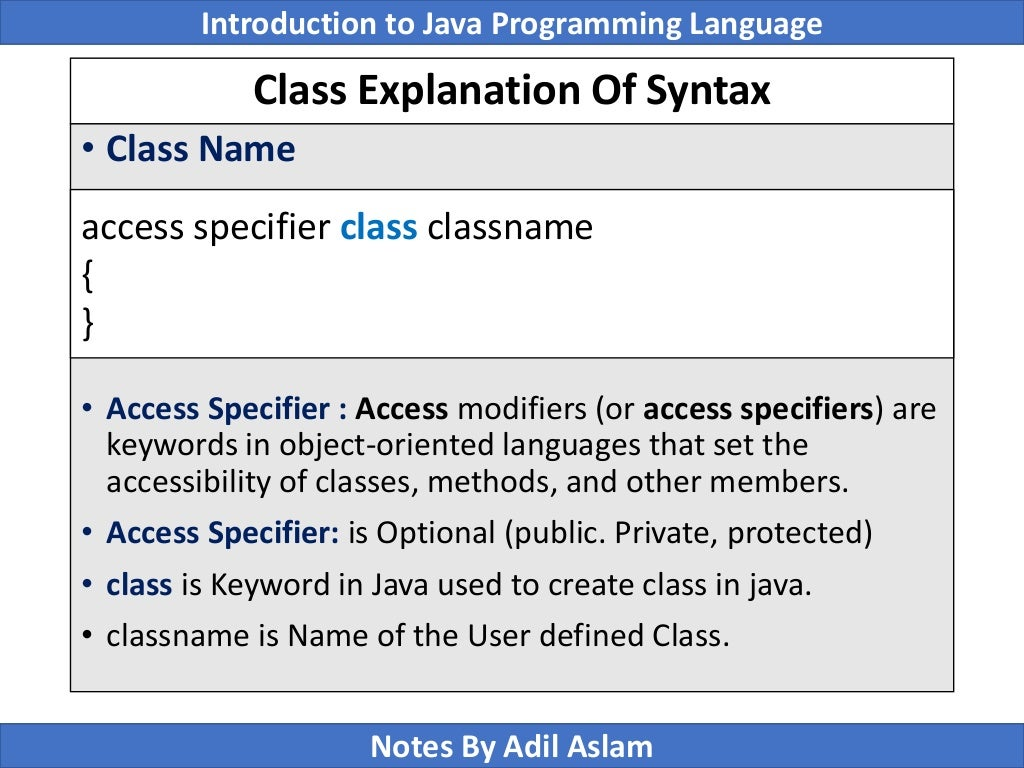 Introduction to Java Programming Language
Class Explanation Of Syntax
• Class Name
access specifier class classname
{
}
• Access Specifier : Access modifiers (or access specifiers) are
keywords in object-oriented languages that set the
accessibility of classes, methods, and other members.
• Access Specifier: is Optional (public. Private, protected)
• class is Keyword in Java used to create class in java.
• classname is Name of the User defined Class.
Notes By Adil Aslam